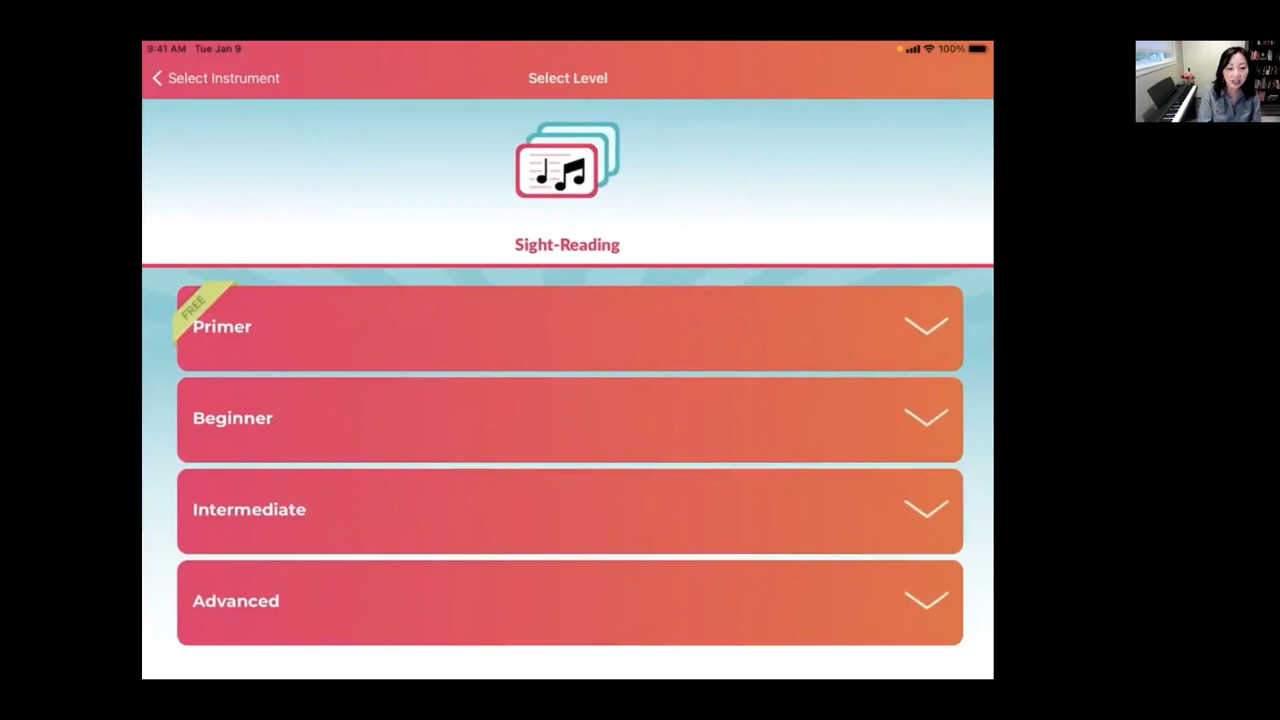 9:41 AM Tue Jan 9
100%
Select Instrument
Select Level
Sight-Reading
FREE
Primer
Beginner
Intermediate
Advanced